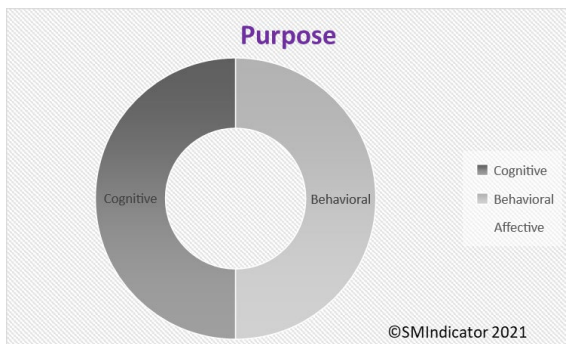 Purpose
Cognitive
Behavioral
Cognitive
Behavioral
Affective
©SMIndicator 2021